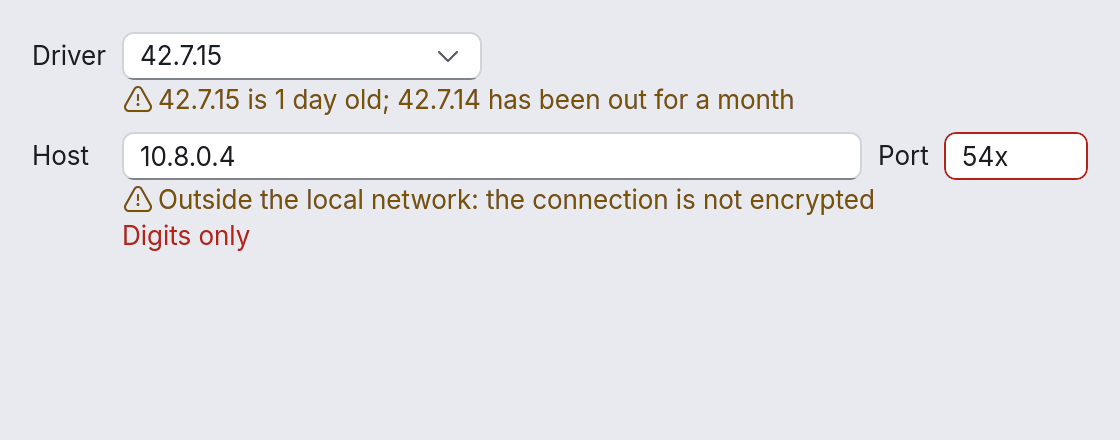 Driver 42.7.15
42.7.15 is 1 day old; 42.7.14 has been out for a month
Host 10.8.0.4 Port 54x
Outside the local network: the connection is not encrypted
Digits only